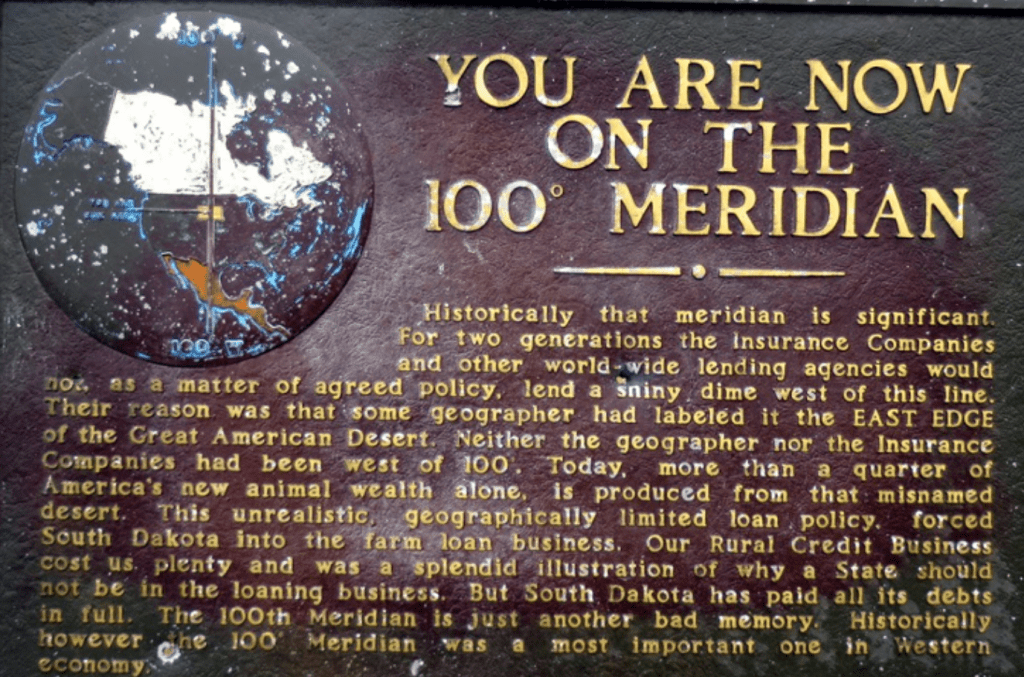 100°
YOU ARE NOW
ON THE
100° MERIDIAN
100 W
Historically that meridian is significant.
For two generations the Insurance Companies
and other world-wide lending agencies would
not, as a matter of agreed policy, lend a shiny dime west of this line.
Their reason was that some geographer had labeled it the EAST EDGE
of the Great American Desert. Neither the geographer nor the Insurance
Companies had been west of 100°. Today, more than a quarter of
America's new animal wealth alone, is produced from that misnamed
desert. This unrealistic, geographically limited loan policy, forced
South Dakota into the farm loan business. Our Rural Credit Business
cost us plenty and was a splendid illustration of why a State should
not be in the loaning business. But South Dakota has paid all its debts
in full. The 100th Meridian is just another bad memory. Historically
however the 100° Meridian was a most important one in Western
economy.